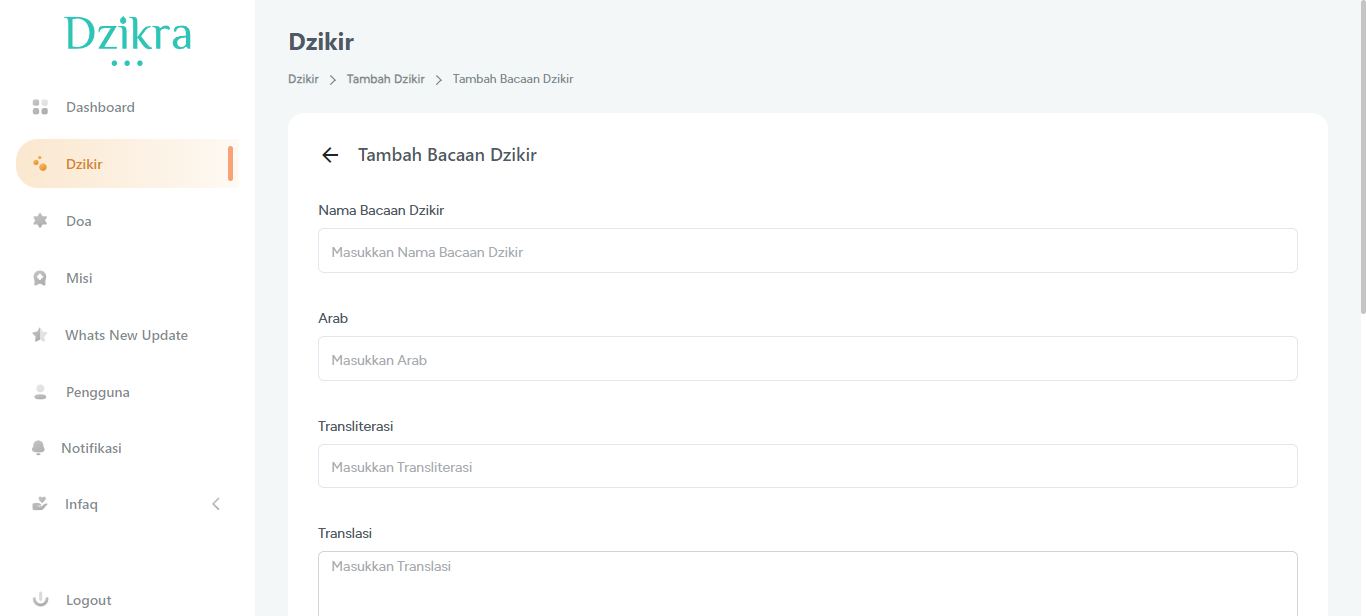 Dzikra
Dashboard
Dzikir
Doa
Misi
Whats New Update
Pengguna
Notifikasi
Infaq
Logout
Dzikir
Dzikir > Tambah Dzikir > Tambah Bacaan Dzikir
Tambah Bacaan Dzikir
Nama Bacaan Dzikir
Masukkan Nama Bacaan Dzikir
Arab
Masukkan Arab
Transliterasi
Masukkan Transliterasi
Translasi
Masukkan Translasi